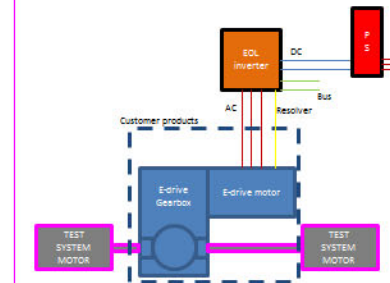 P
S
EOL
inverter
DC
Bus
AC
Resolver
Customer products
E-drive
Gearbox
E-drive motor
TEST
SYSTEM
MOTOR
TEST
SYSTEM
MOTOR